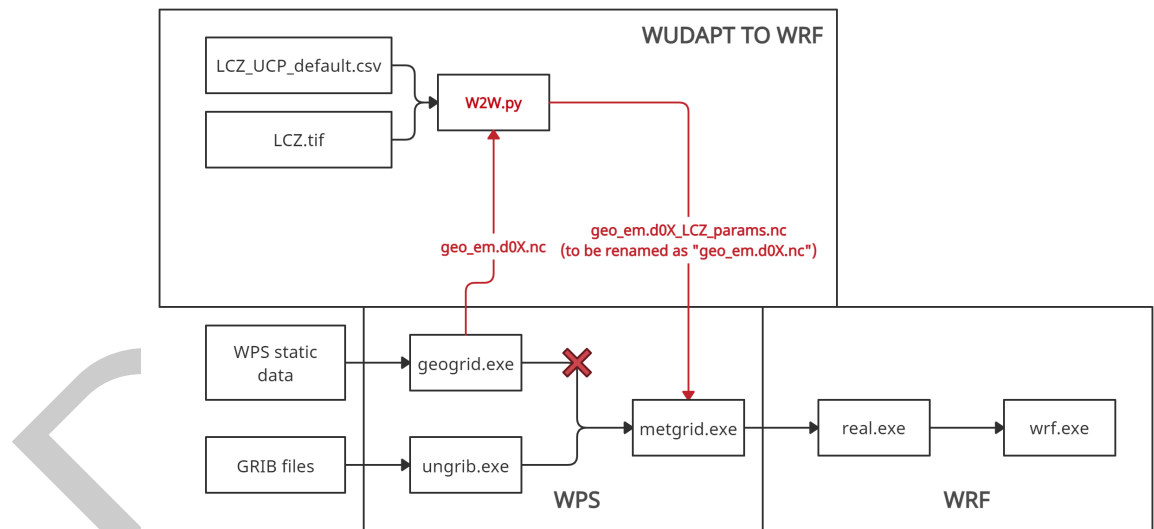 WUDAPT TO WRF
LCZ_UCP_default.csv
W2W.py
LCZ.tif
geo_em.d0X.nc
geo_em.d0X_LCZ_params.nc
(to be renamed as "geo_em.d0X.nc")
WPS static
data
geogrid.exe
metgrid.exe
real.exe
wrf.exe
GRIB files
ungrib.exe
WPS
WRF